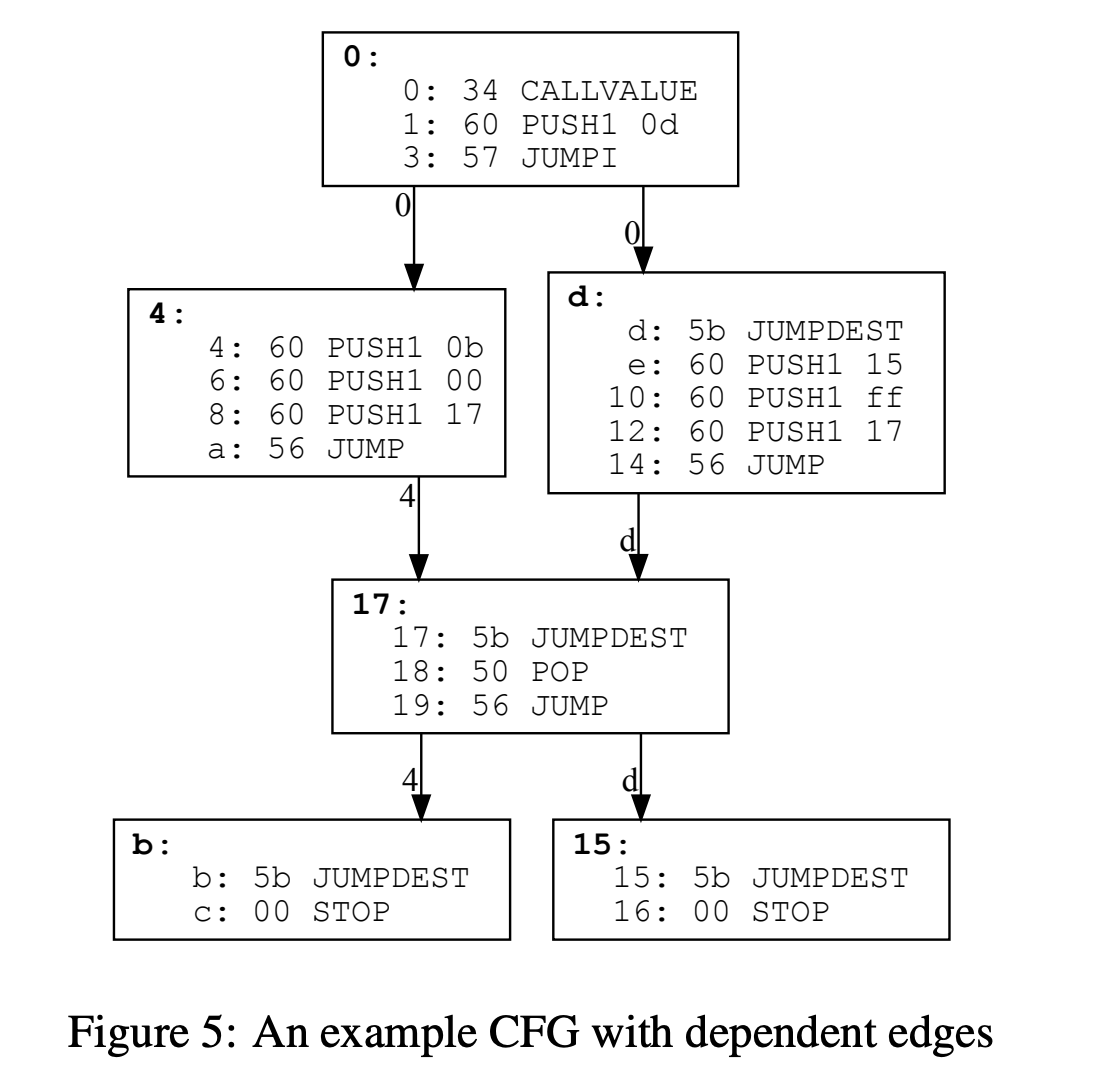 0:
0: 34 CALLVALUE
1: 60 PUSH1 0d
3: 57 JUMPI
0
0
4:
4: 60 PUSH1 0b
6: 60 PUSH1 00
8: 60 PUSH1 17
a: 56 JUMP
d:
d: 5b JUMPDEST
e: 60 PUSH1 15
10: 60 PUSH1 ff
12: 60 PUSH1 17
14: 56 JUMP
4
d
17:
17: 5b JUMPDEST
18: 50 POP
19: 56 JUMP
4
d
b:
b: 5b JUMPDEST
c: 00 STOP
15:
15: 5b JUMPDEST
16: 00 STOP
Figure 5: An example CFG with dependent edges